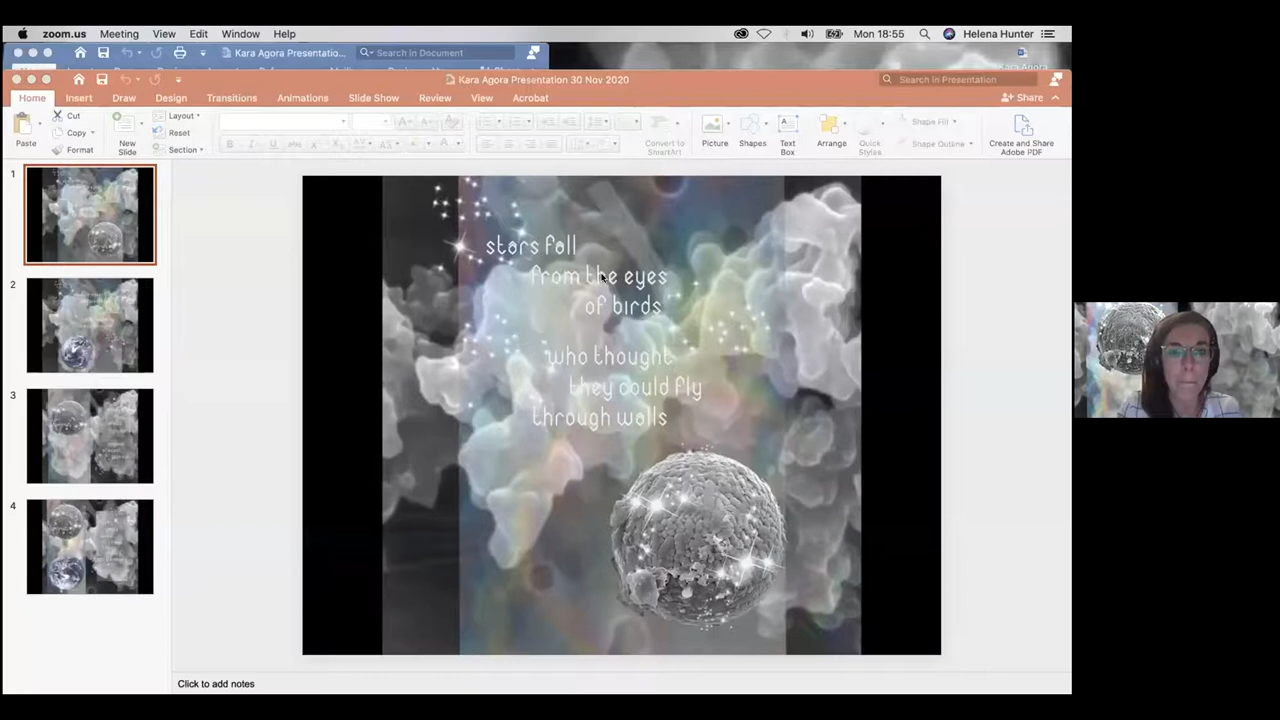 zoom.us Meeting View Edit Window Help
Mon 18:55 Helena Hunter
Kara Agora Presentatio... Search in Document
Kara Agora
Kara Agora Presentation 30 Nov 2020 Search in Presentation
Home Insert Draw Design Transitions Animations Slide Show Review View Acrobat Share
Paste Cut Copy Format
New Slide Layout Reset Section
Convert to SmartArt
Picture Shapes Text Box Arrange Quick Styles
Shape Fill Shape Outline
Create and Share Adobe PDF
1
2
3
4
stars fall
from the eyes
of birds
who thought
they could fly
through walls
Click to add notes